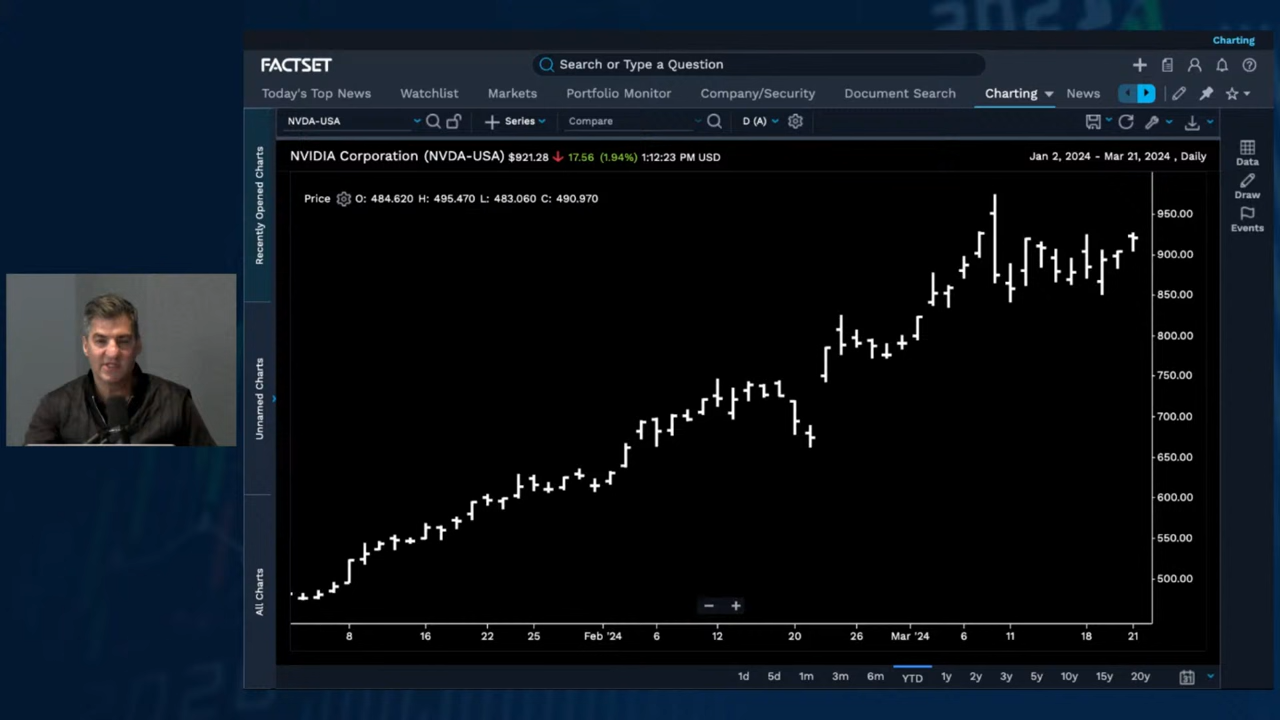 Charting
FACTSET
Search or Type a Question
Today's Top News Watchlist Markets Portfolio Monitor Company/Security Document Search Charting News
NVDA-USA Series Compare D (A)
NVIDIA Corporation (NVDA-USA) $921.28 17.56 (1.94%) 1:12:23 PM USD
Jan 2, 2024 - Mar 21, 2024 , Daily
Price O: 484.620 H: 495.470 L: 483.060 C: 490.970
Recently Opened Charts
Unnamed Charts
All Charts
950.00
900.00
850.00
800.00
750.00
700.00
650.00
600.00
550.00
500.00
8 16 22 25 Feb '24 6 12 20 26 Mar '24 6 11 18 21
1d 5d 1m 3m 6m YTD 1y 2y 3y 5y 10y 15y 20y
31
Data
Draw
Events